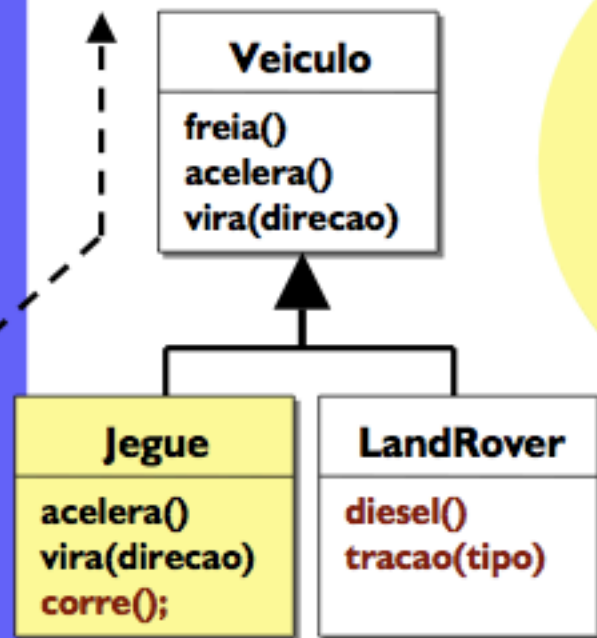 Veiculo
freia()
acelera()
vira(direcao)
Jegue
acelera()
vira(direcao)
corre();
LandRover
diesel()
tracao(tipo)